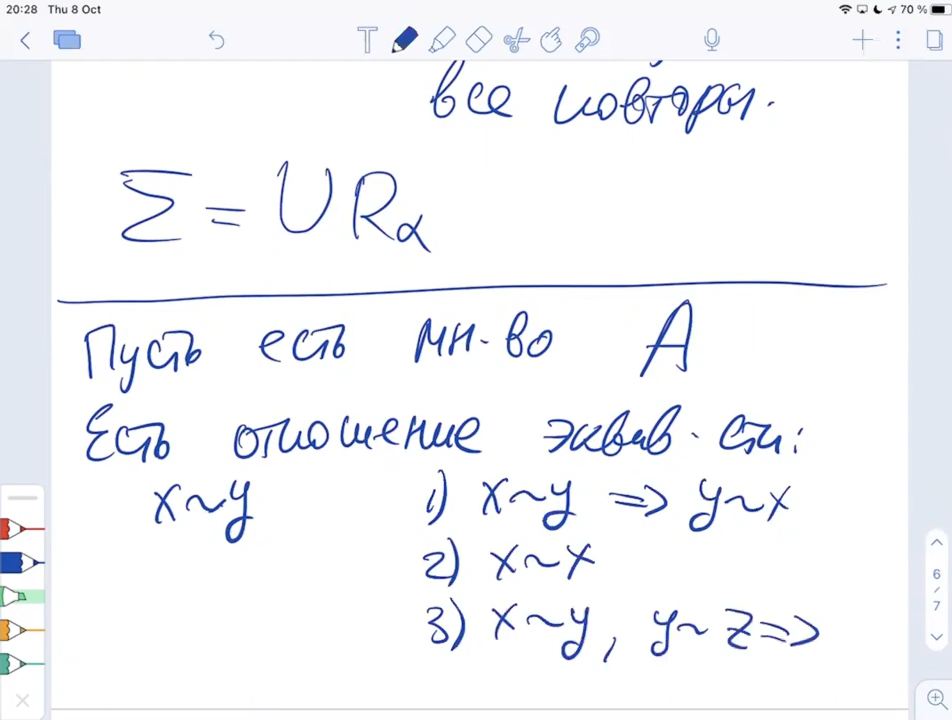 20:28 Thu 8 Oct 70 %
T
все повторы.
Σ = U Rα
Пусть есть мн-во A
Есть отношение эквив-сти:
x~y 1) x~y => y~x
2) x~x
3) x~y, y~z =>
6
/
7